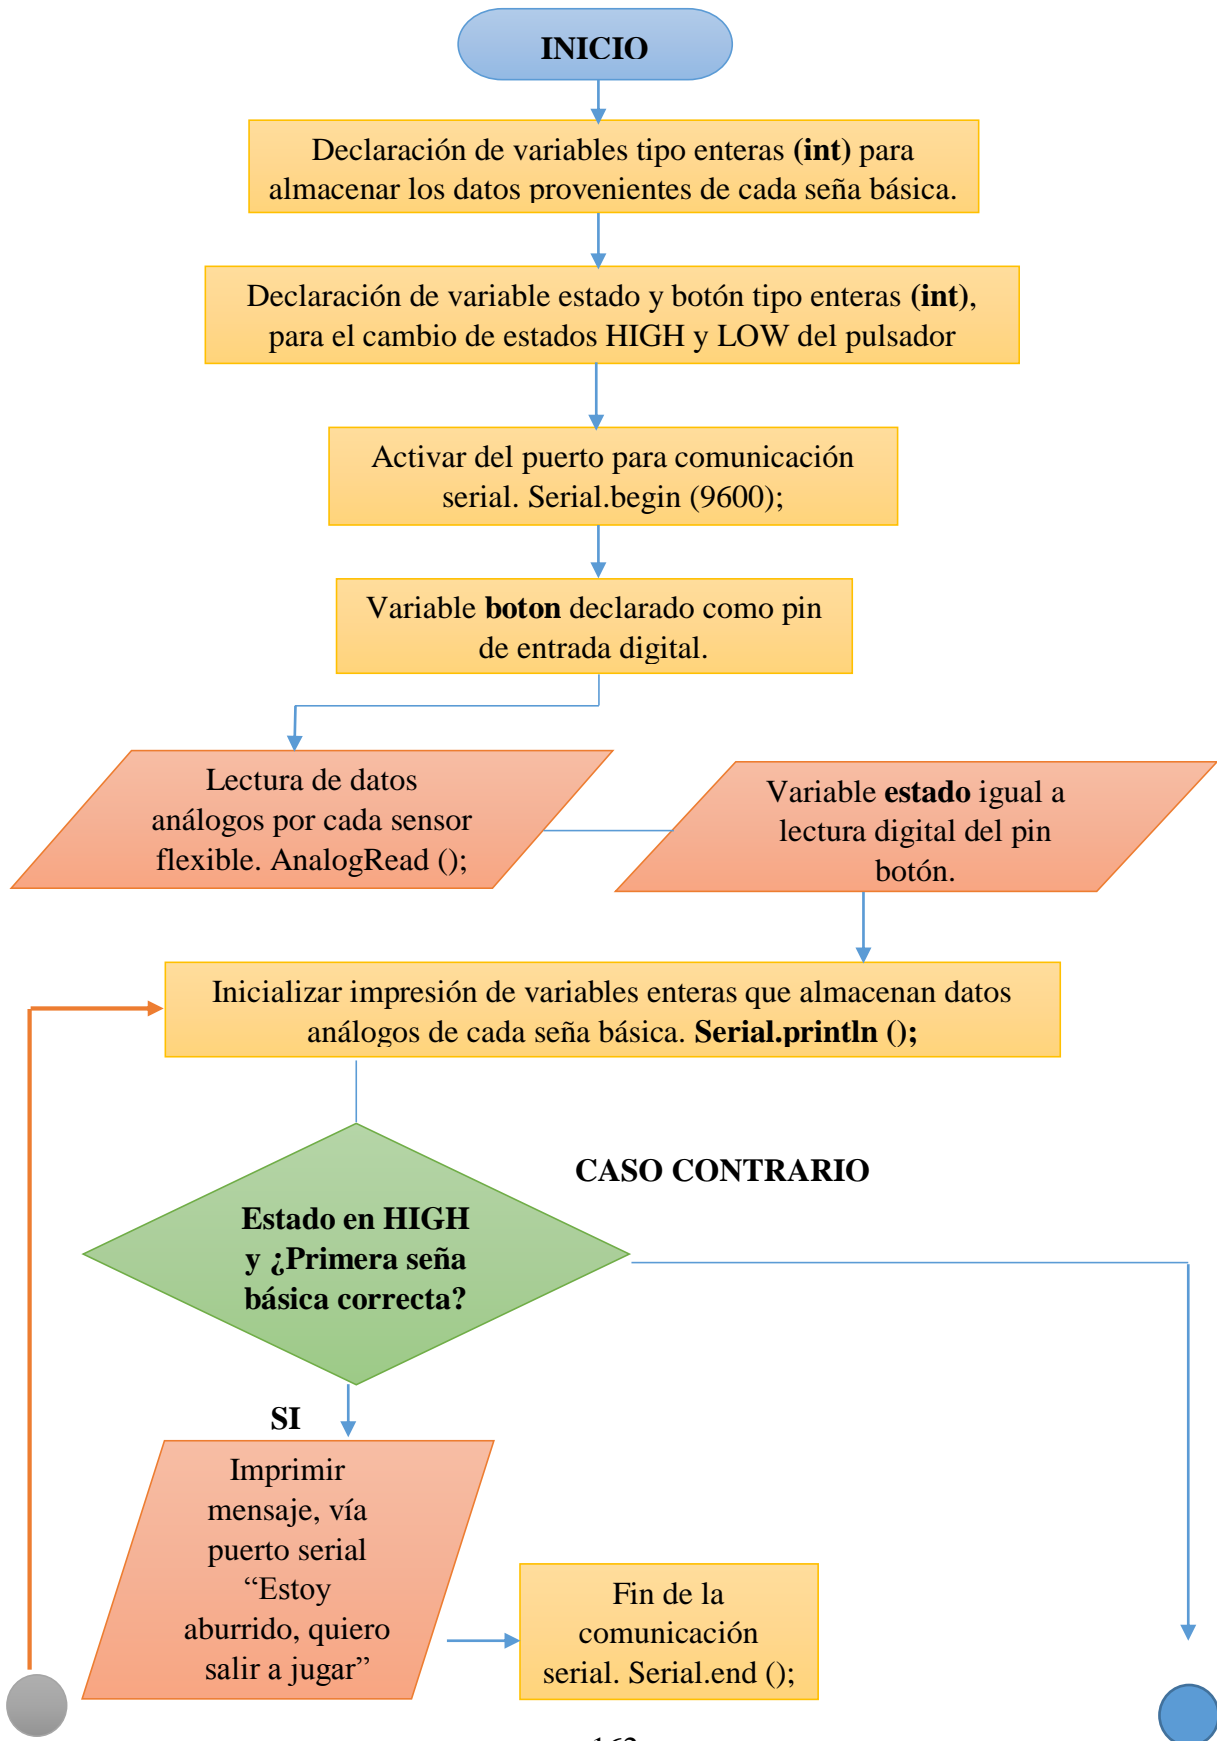 INICIO
Declaración de variables tipo enteras (int) para
almacenar los datos provenientes de cada seña básica.
Declaración de variable estado y botón tipo enteras (int),
para el cambio de estados HIGH y LOW del pulsador
Activar del puerto para comunicación
serial. Serial.begin (9600);
Variable boton declarado como pin
de entrada digital.
Lectura de datos
análogos por cada sensor
flexible. AnalogRead ();
Variable estado igual a
lectura digital del pin
botón.
Inicializar impresión de variables enteras que almacenan datos
análogos de cada seña básica. Serial.println ();
CASO CONTRARIO
Estado en HIGH
y ¿Primera seña
básica correcta?
SI
Imprimir
mensaje, vía
puerto serial
“Estoy
aburrido, quiero
salir a jugar”
Fin de la
comunicación
serial. Serial.end ();